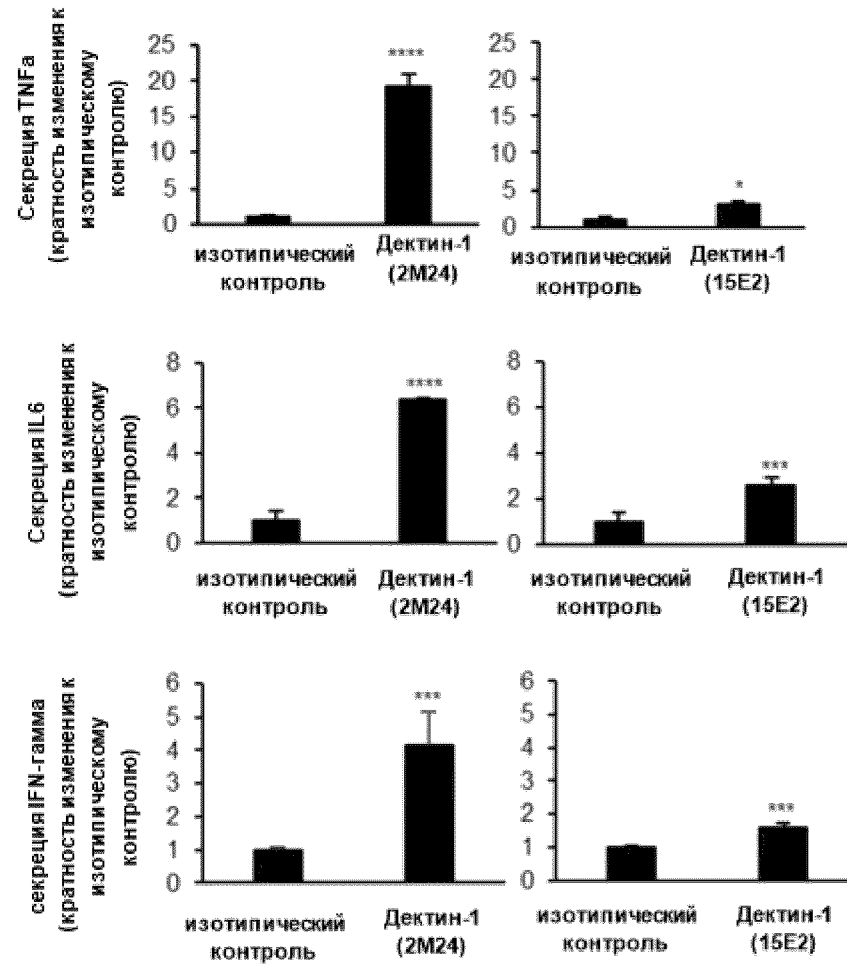 Секреция TNFa
(кратность изменения к
изотипическому
контролю)
25
20
15
10
5
0
****
изотипический
контроль
Дектин-1
(2M24)
25
20
15
10
5
0
*
изотипический
контроль
Дектин-1
(15E2)
Секреция IL6
(кратность изменения к
изотипическому
контролю)
8
6
4
2
0
****
изотипический
контроль
Дектин-1
(2M24)
8
6
4
2
0
***
изотипический
контроль
Дектин-1
(15E2)
секреция IFN-гамма
(кратность изменения к
изотипическому
контролю)
6
5
4
3
2
1
0
***
изотипический
контроль
Дектин-1
(2M24)
6
5
4
3
2
1
0
***
изотипический
контроль
Дектин-1
(15E2)